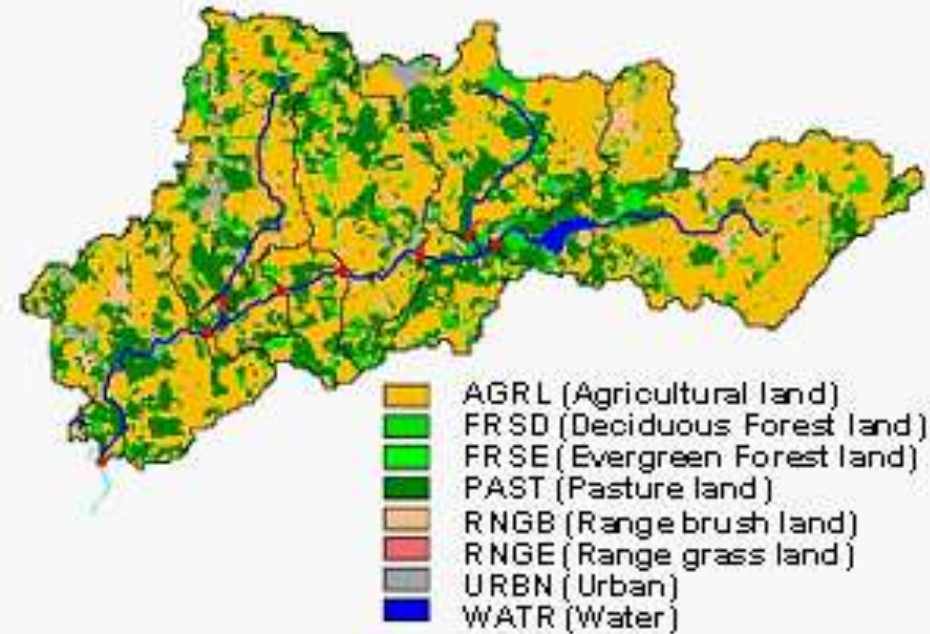 AGRL (Agricultural land)
FRSD (Deciduous Forest land)
FRSE (Evergreen Forest land)
PAST (Pasture land)
RNGB (Range brush land)
RNGE (Range grass land)
URBN (Urban)
WATR (Water)